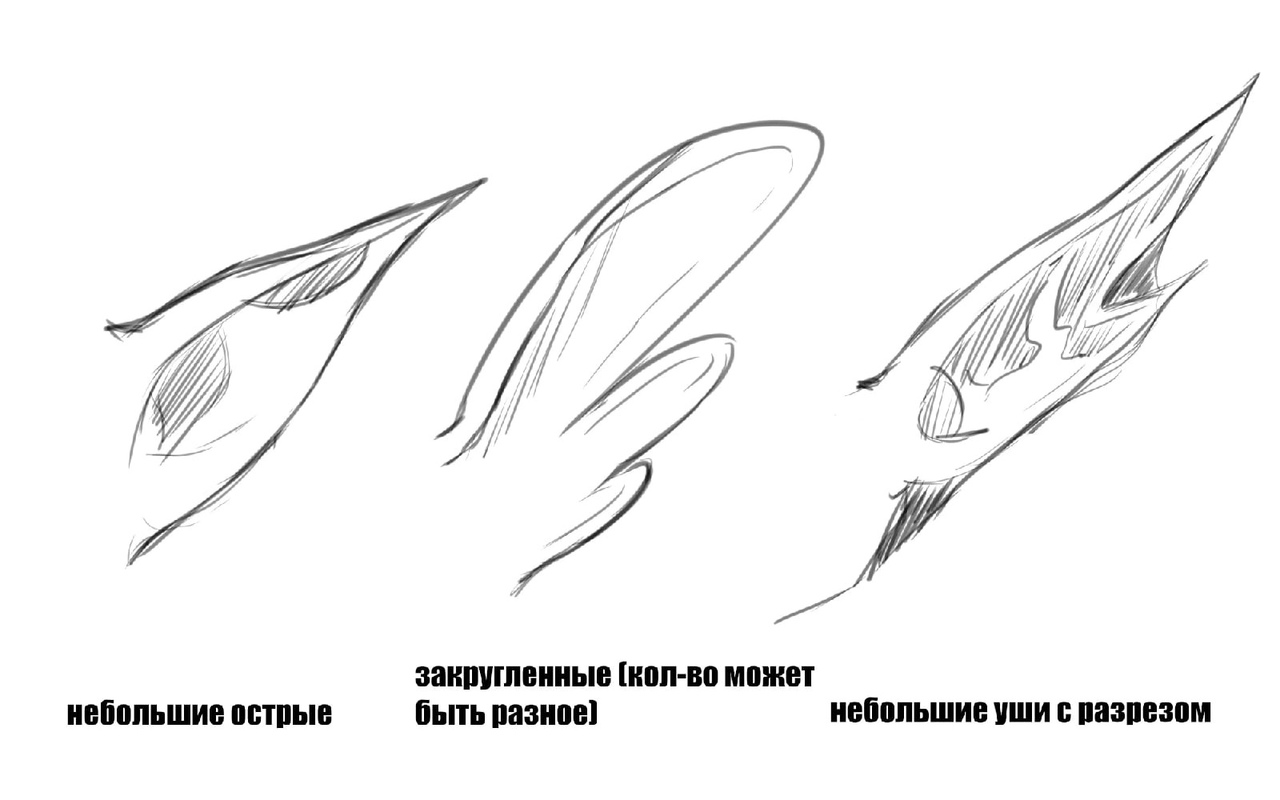 небольшие острые
закругленные (кол-во может
быть разное)
небольшие уши с разрезом